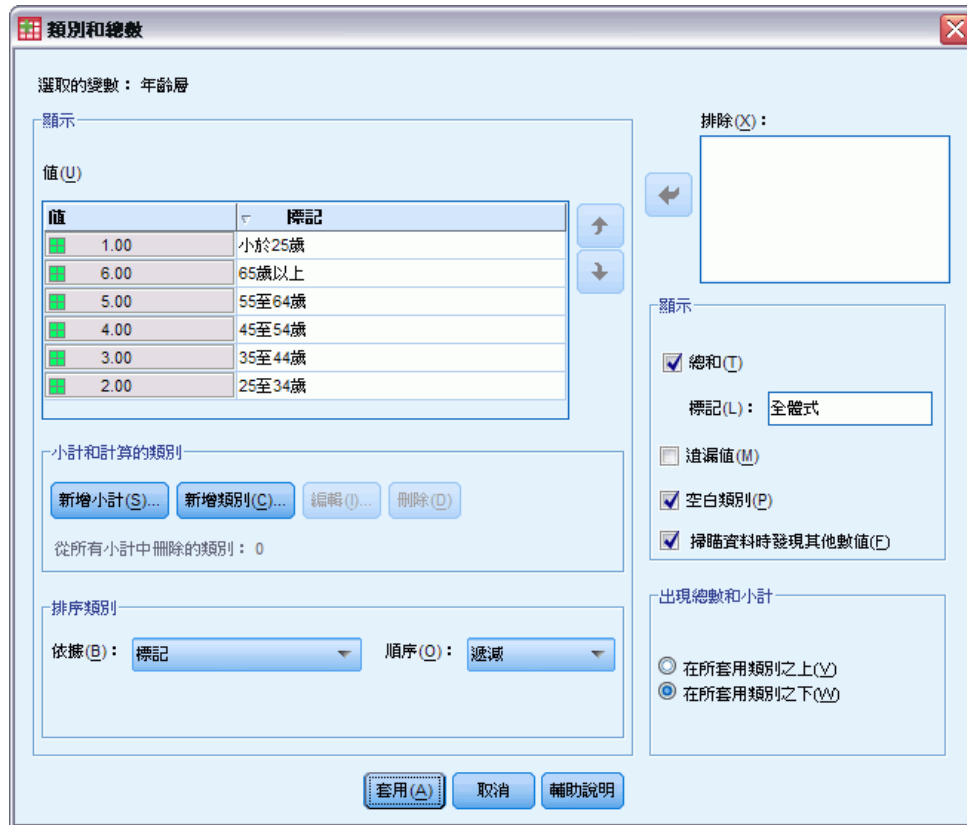 類別和總數
選取的變數：年齡層
顯示
值(U)
值 標記
1.00 小於25歲
6.00 65歲以上
5.00 55至64歲
4.00 45至54歲
3.00 35至44歲
2.00 25至34歲
小計和計算的類別
新增小計(S)... 新增類別(C)... 編輯(I)... 刪除(D)
從所有小計中刪除的類別：0
排序類別
依據(B)： 標記 順序(O)： 遞減
排除(X)：
顯示
總和(T)
標記(L)： 全體式
遺漏值(M)
空白類別(P)
掃瞄資料時發現其他數值(F)
出現總數和小計
在所套用類別之上(V)
在所套用類別之下(W)
套用(A) 取消 輔助說明